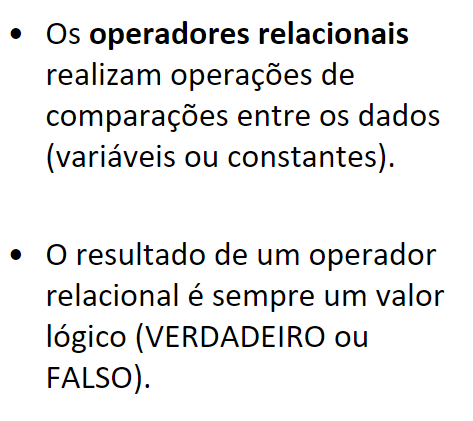 • Os operadores relacionais
realizam operações de
comparações entre os dados
(variáveis ou constantes).
• O resultado de um operador
relacional é sempre um valor
lógico (VERDADEIRO ou
FALSO).